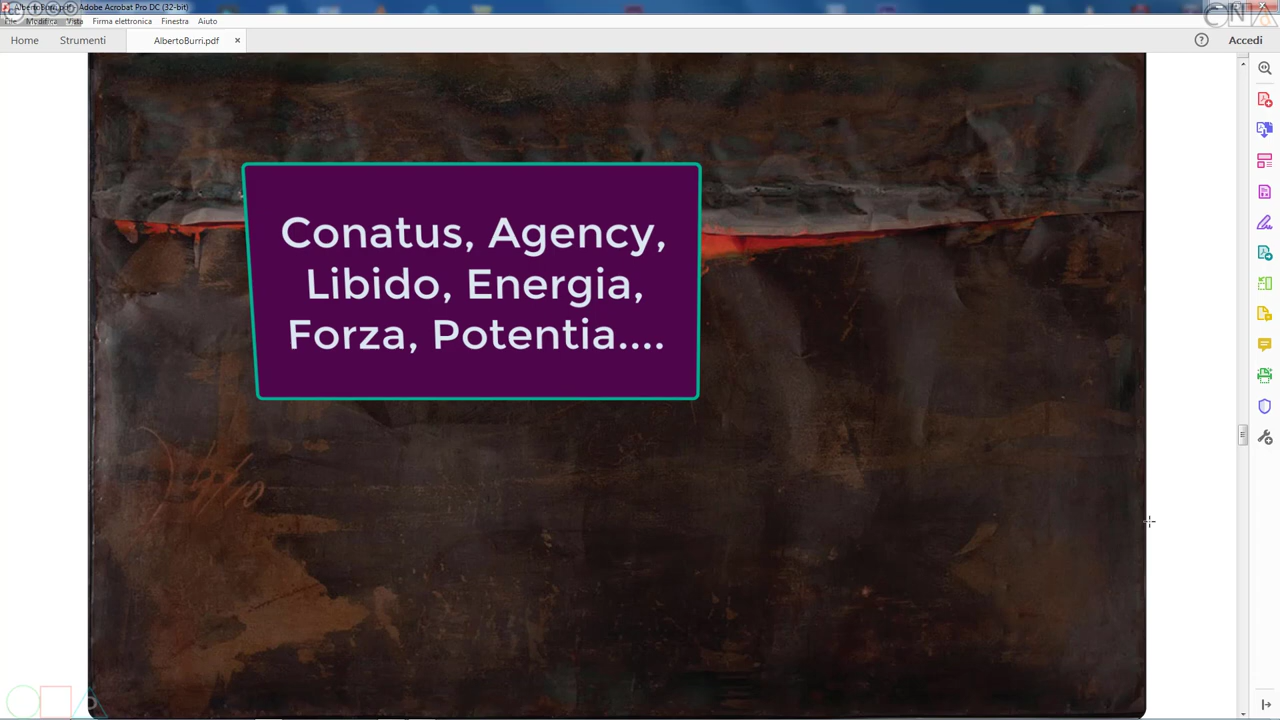 AlbertoBurri.pdf - Adobe Acrobat Pro DC (32-bit)
File Modifica Vista Firma elettronica Finestra Aiuto
Home Strumenti AlbertoBurri.pdf × Accedi
CNA
Conatus, Agency,
Libido, Energia,
Forza, Potentia....